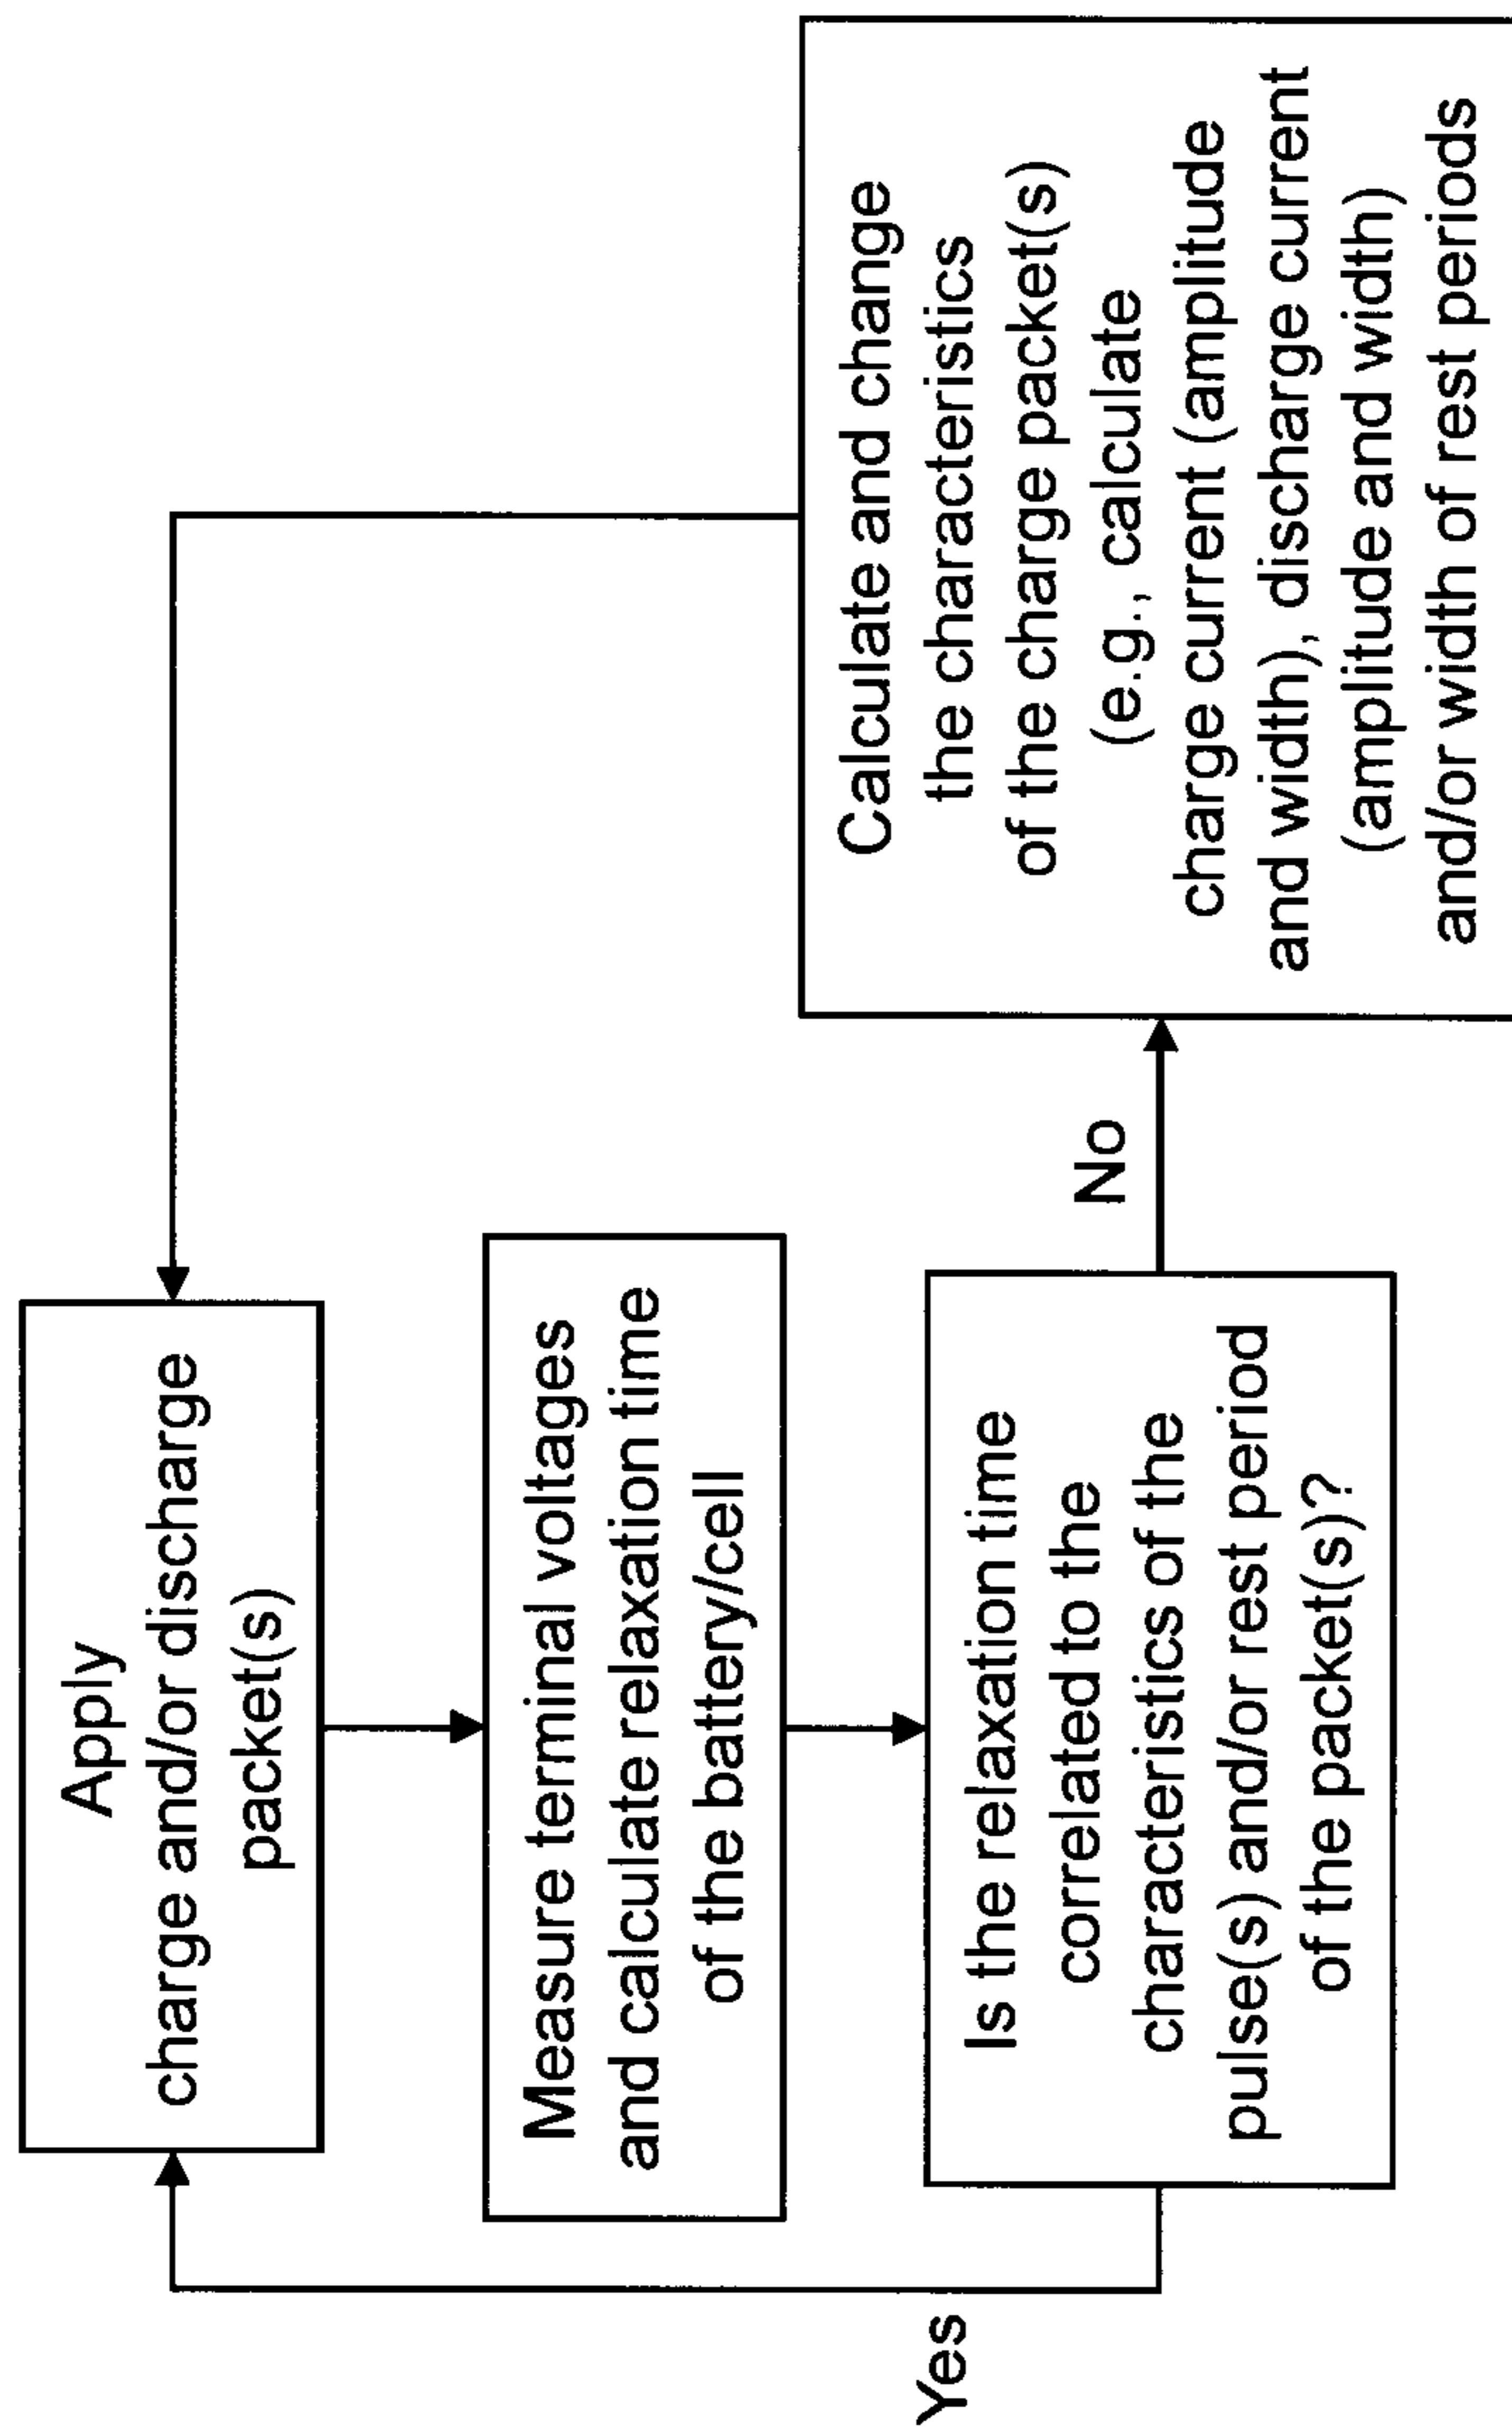 Apply
charge and/or discharge
packet(s)
Measure terminal voltages
and calculate relaxation time
of the battery/cell
Is the relaxation time
correlated to the
characteristics of the
pulse(s) and/or rest period
of the packet(s)?
Yes
No
Calculate and change
the characteristics
of the charge packet(s)
(e.g., calculate
charge current (amplitude
and width), discharge current
(amplitude and width)
and/or width of rest periods